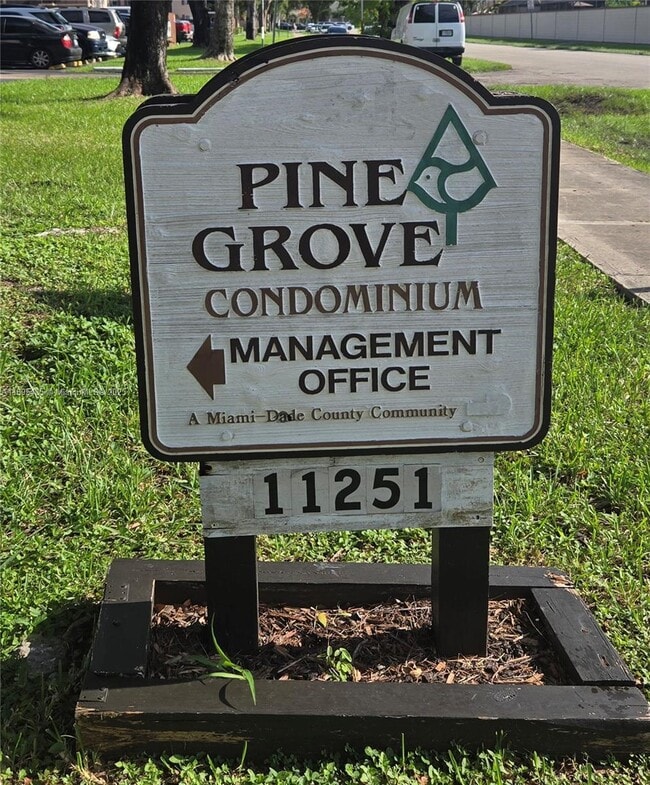 PINE
GROVE
CONDOMINIUM
MANAGEMENT
OFFICE
A Miami-Dade County Community
11251